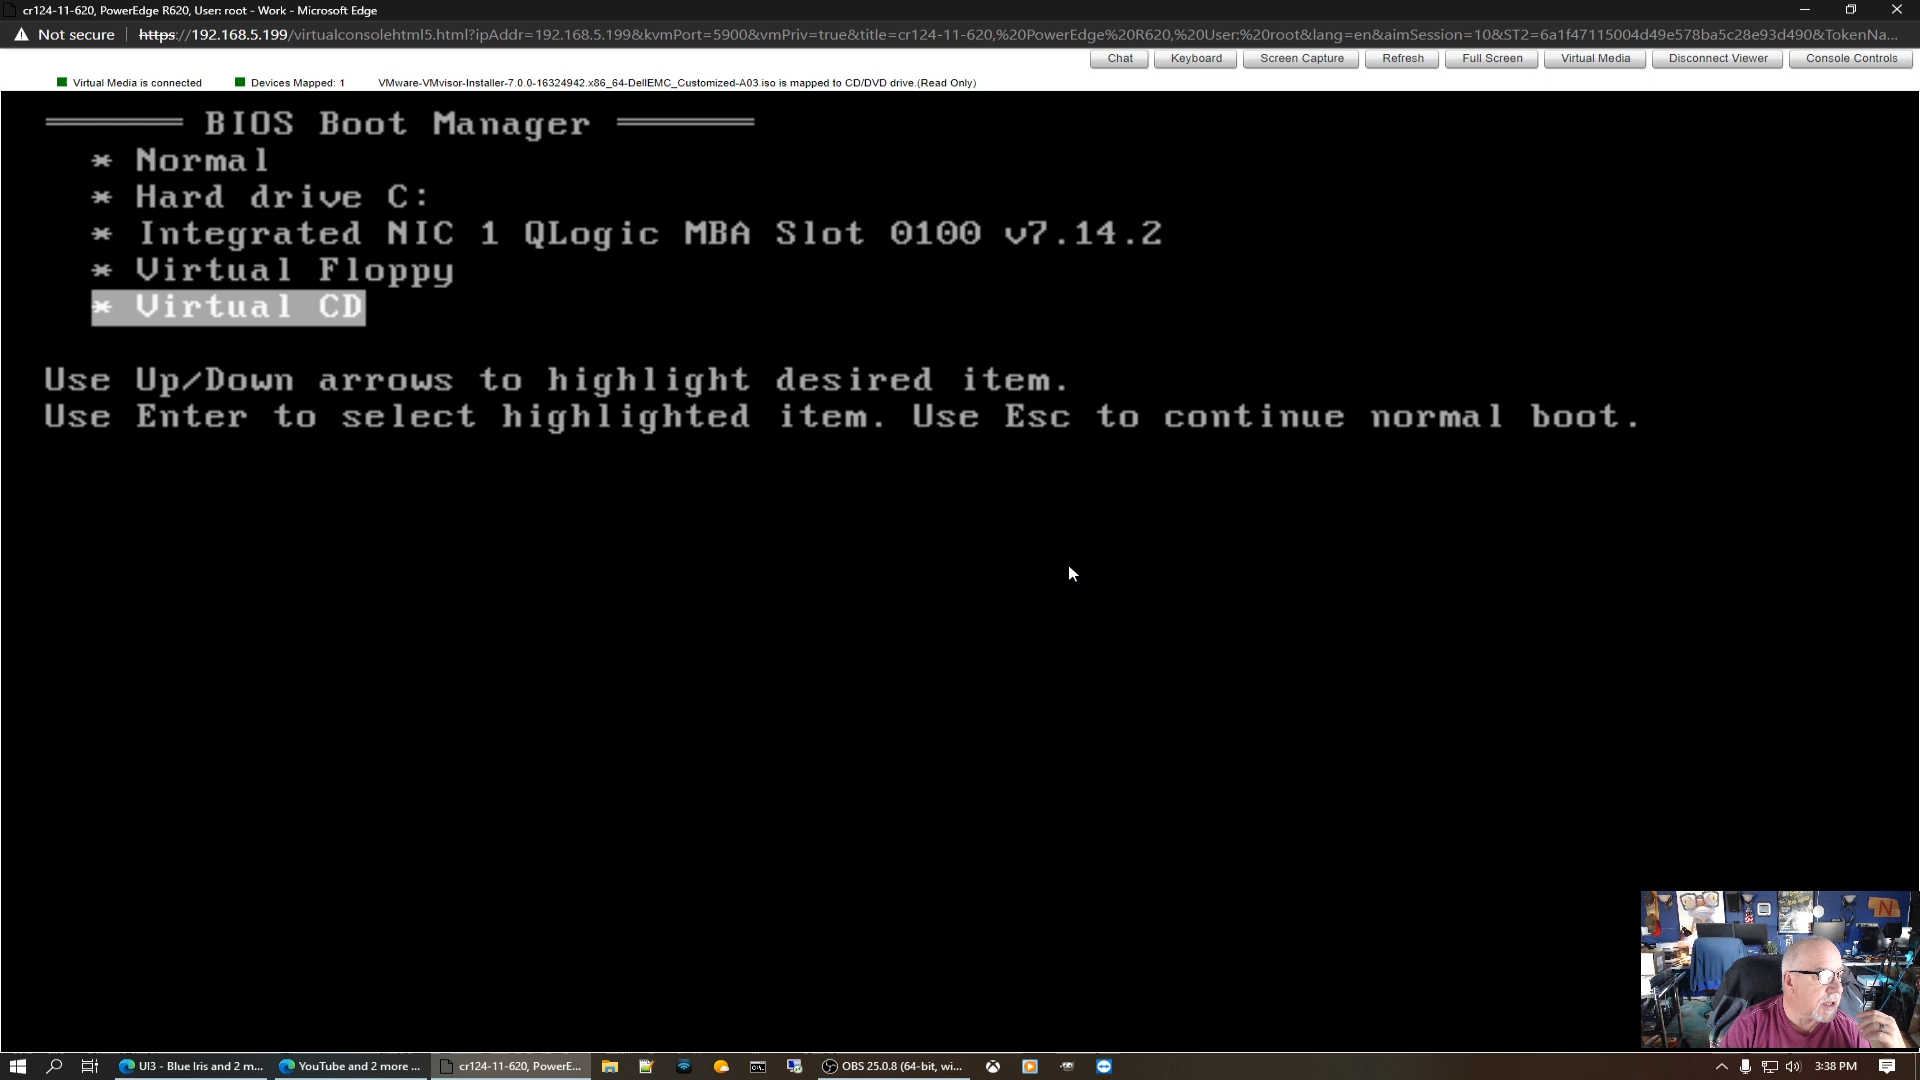 cr124-11-620, PowerEdge R620, User: root - Work - Microsoft Edge
Not secure | https://192.168.5.199/virtualconsolehtml5.html?ipAddr=192.168.5.199&kvmPort=5900&vmPriv=true&title=cr124-11-620,%20PowerEdge%20R620,%20User:%20root&lang=en&aimSession=10&ST2=6a1f47115004d49e578ba5c28e93d490&TokenNa...
Chat Keyboard Screen Capture Refresh Full Screen Virtual Media Disconnect Viewer Console Controls
Virtual Media is connected Devices Mapped: 1 VMware-VMvisor-Installer-7.0.0-16324942.x86_64-DellEMC_Customized-A03.iso is mapped to CD/DVD drive.(Read Only)
BIOS Boot Manager
* Normal
* Hard drive C:
* Integrated NIC 1 QLogic MBA Slot 0100 v7.14.2
* Virtual Floppy
* Virtual CD
Use Up/Down arrows to highlight desired item.
Use Enter to select highlighted item. Use Esc to continue normal boot.
N
UI3 - Blue Iris and 2 m... YouTube and 2 more ... cr124-11-620, PowerE... OBS 25.0.8 (64-bit, wi... 3:38 PM